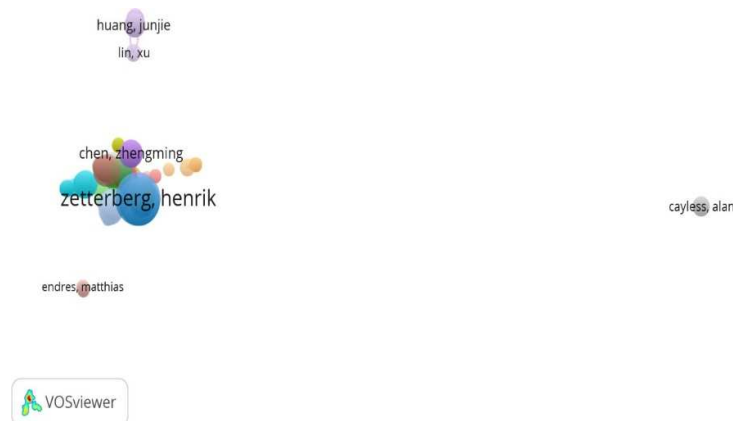 huang, junjie
lin, xu
chen, zhengming
zetterberg, henrik
cayless, alan
endres, matthias
VOSviewer